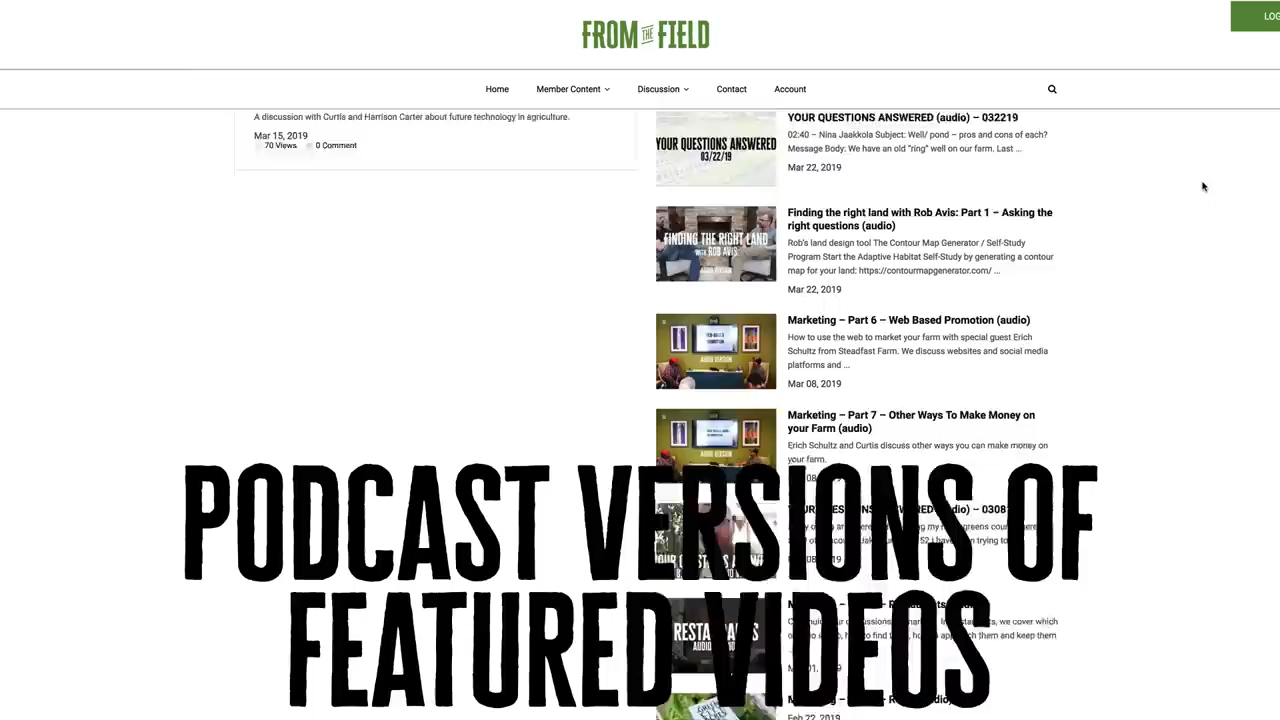 LOG
FROM THE FIELD
Home Member Content Discussion Contact Account
A discussion with Curtis and Harrison Carter about future technology in agriculture.
Mar 15, 2019
70 Views 0 Comment
YOUR QUESTIONS ANSWERED
03/22/19
YOUR QUESTIONS ANSWERED (audio) – 032219
02:40 – Nina Jaakkola Subject: Well/ pond – pros and cons of each?
Message Body: We have an old "ring" well on our farm. Last ...
Mar 22, 2019
FINDING THE RIGHT LAND
WITH ROB AVIS
AUDIO VERSION
Finding the right land with Rob Avis: Part 1 – Asking the
right questions (audio)
Rob's land design tool The Contour Map Generator / Self-Study
Program Start the Adaptive Habitat Self-Study by generating a contour
map for your land: https://contourmapgenerator.com/ ...
Mar 22, 2019
AUDIO VERSION
Marketing – Part 6 – Web Based Promotion (audio)
How to use the web to market your farm with special guest Erich
Schultz from Steadfast Farm. We discuss websites and social media
platforms and ...
Mar 08, 2019
AUDIO VERSION
Marketing – Part 7 – Other Ways To Make Money on
your Farm (audio)
Erich Schultz and Curtis discuss other ways you can make money on
your farm.
PODCAST VERSIONS OF
FEATURED VIDEOS
Feb 22, 2019